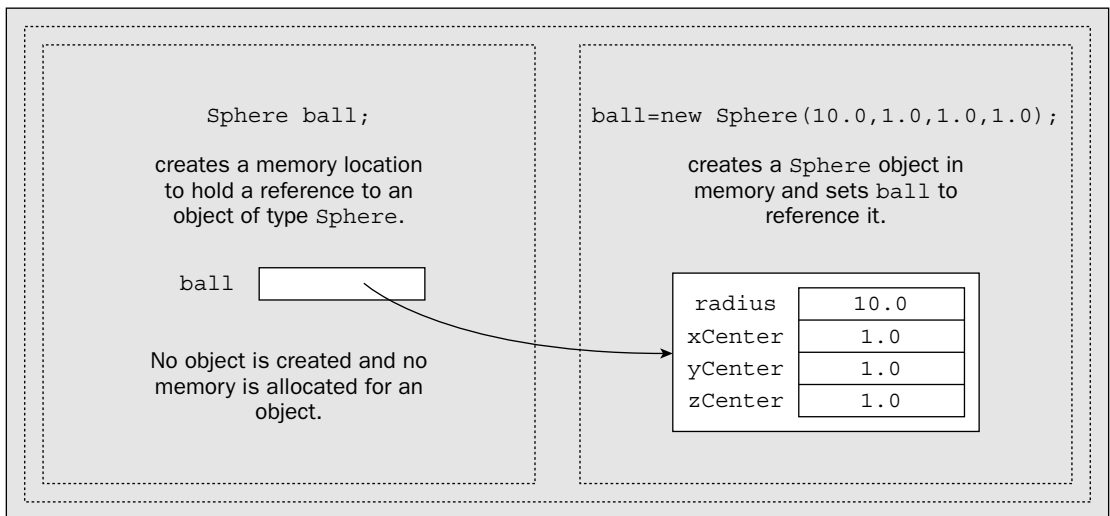 Sphere ball;
creates a memory location
to hold a reference to an
object of type Sphere.
ball
No object is created and no
memory is allocated for an
object.
ball=new Sphere(10.0,1.0,1.0,1.0);
creates a Sphere object in
memory and sets ball to
reference it.
radius 10.0
xCenter 1.0
yCenter 1.0
zCenter 1.0